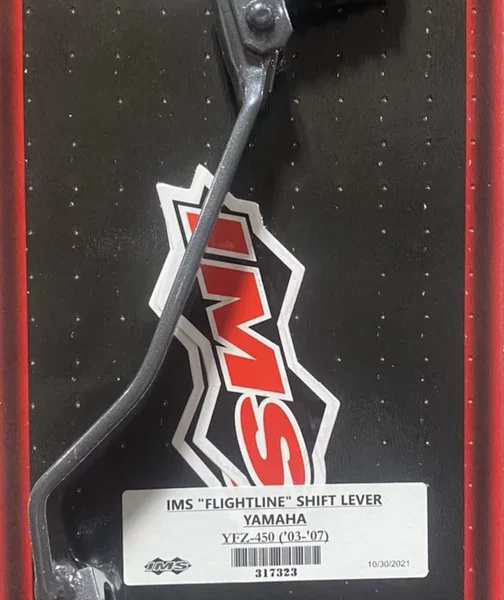 IMS
IMS "FLIGHTLINE" SHIFT LEVER
YAMAHA
YFZ-450 ('03-'07)
IMS
317323
10/30/2021